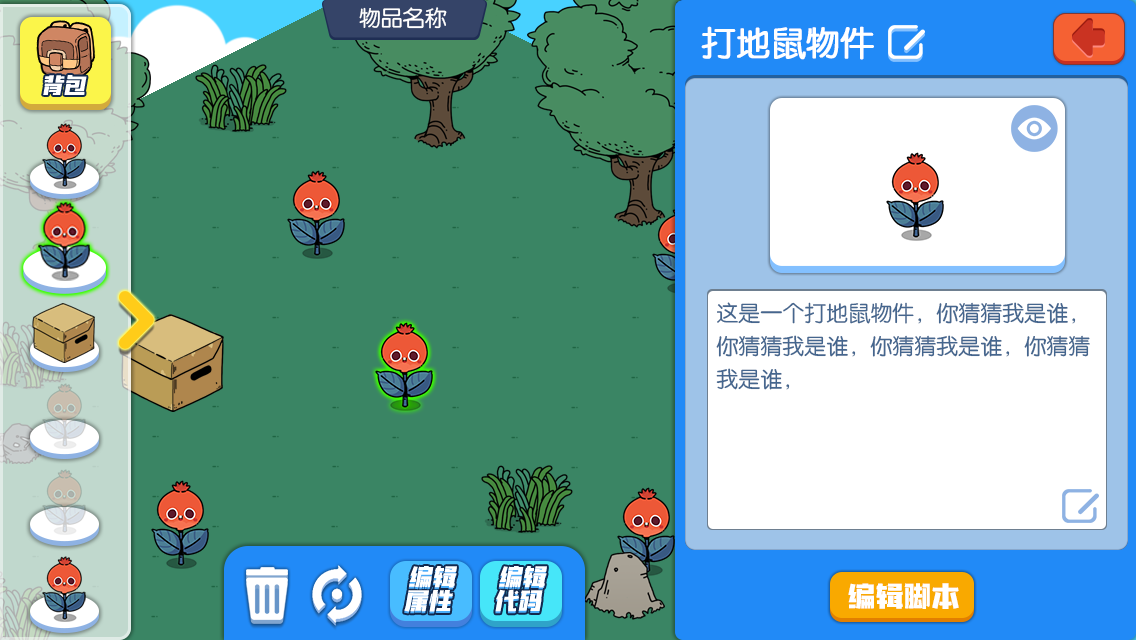 物品名称
背包
打地鼠物件
这是一个打地鼠物件，你猜猜我是谁，
你猜猜我是谁，你猜猜我是谁，你猜猜
我是谁，
编辑
属性
编辑
代码
编辑脚本